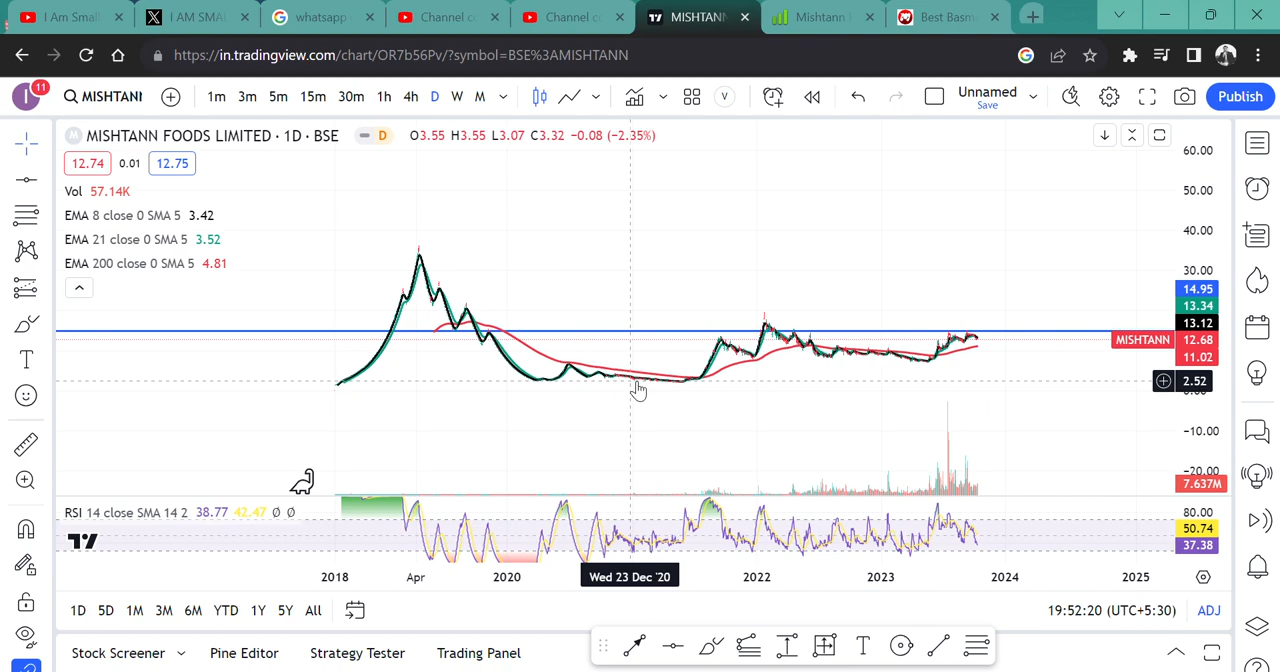 I Am Small
I AM SMAL
whatsapp
Channel c
Channel c
MISHTANN
Mishtann
Best Basm
https://in.tradingview.com/chart/OR7b56Pv/?symbol=BSE%3AMISHTANN
I 11 MISHTANN 1m 3m 5m 15m 30m 1h 4h D W M V Unnamed Save Publish
M MISHTANN FOODS LIMITED · 1D · BSE D O3.55 H3.55 L3.07 C3.32 −0.08 (−2.35%)
12.74 0.01 12.75
Vol 57.14K
EMA 8 close 0 SMA 5 3.42
EMA 21 close 0 SMA 5 3.52
EMA 200 close 0 SMA 5 4.81
60.00
50.00
40.00
30.00
14.95
13.34
13.12
MISHTANN 12.68
11.02
2.52
0.00
−10.00
−20.00
7.637M
RSI 14 close SMA 14 2 38.77 42.47 Ø Ø
80.00
50.74
37.38
2018 Apr 2020 Wed 23 Dec '20 2022 2023 2024 2025
1D 5D 1M 3M 6M YTD 1Y 5Y All 19:52:20 (UTC+5:30) ADJ
Stock Screener Pine Editor Strategy Tester Trading Panel